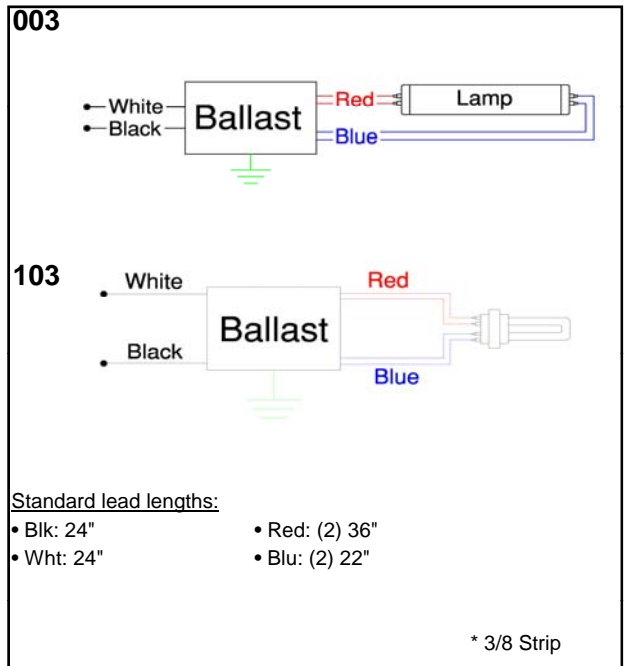 003
White
Black
Ballast
Red
Blue
Lamp
103
White
Black
Ballast
Red
Blue
Standard lead lengths:
• Blk: 24" • Red: (2) 36"
• Wht: 24" • Blu: (2) 22"
* 3/8 Strip